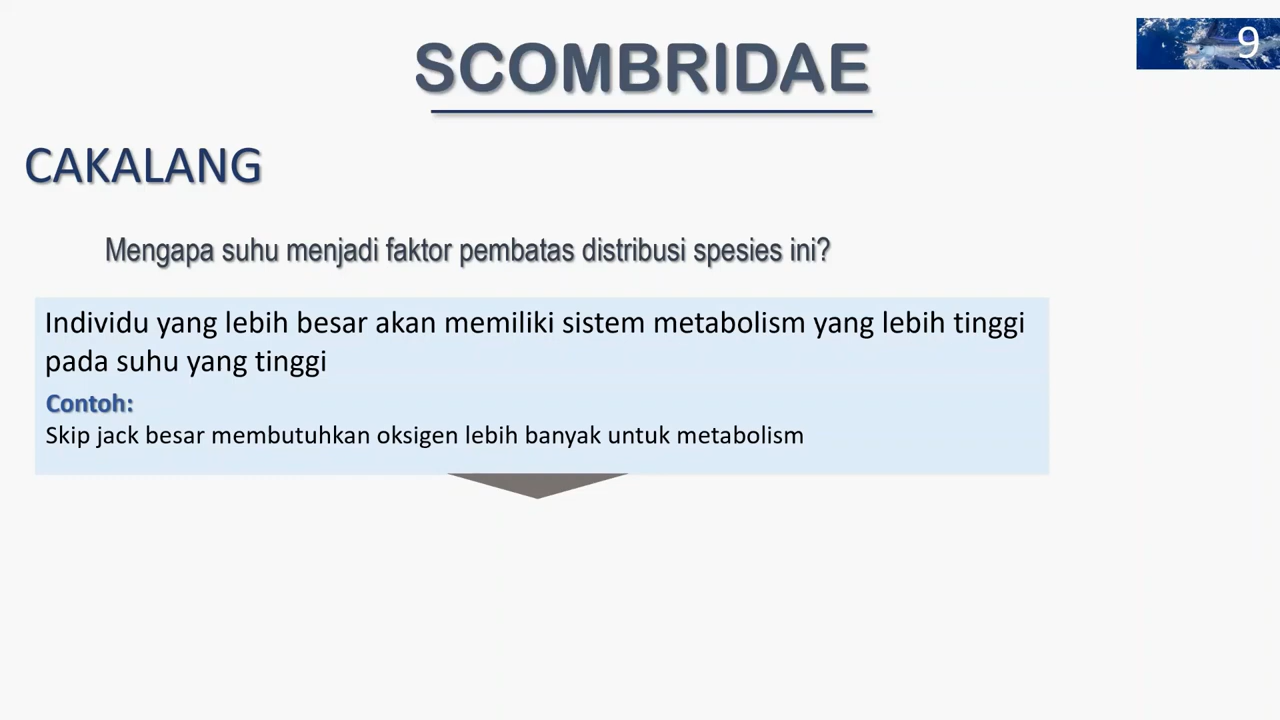 9
SCOMBRIDAE
CAKALANG
Mengapa suhu menjadi faktor pembatas distribusi spesies ini?
Individu yang lebih besar akan memiliki sistem metabolism yang lebih tinggi
pada suhu yang tinggi
Contoh:
Skip jack besar membutuhkan oksigen lebih banyak untuk metabolism